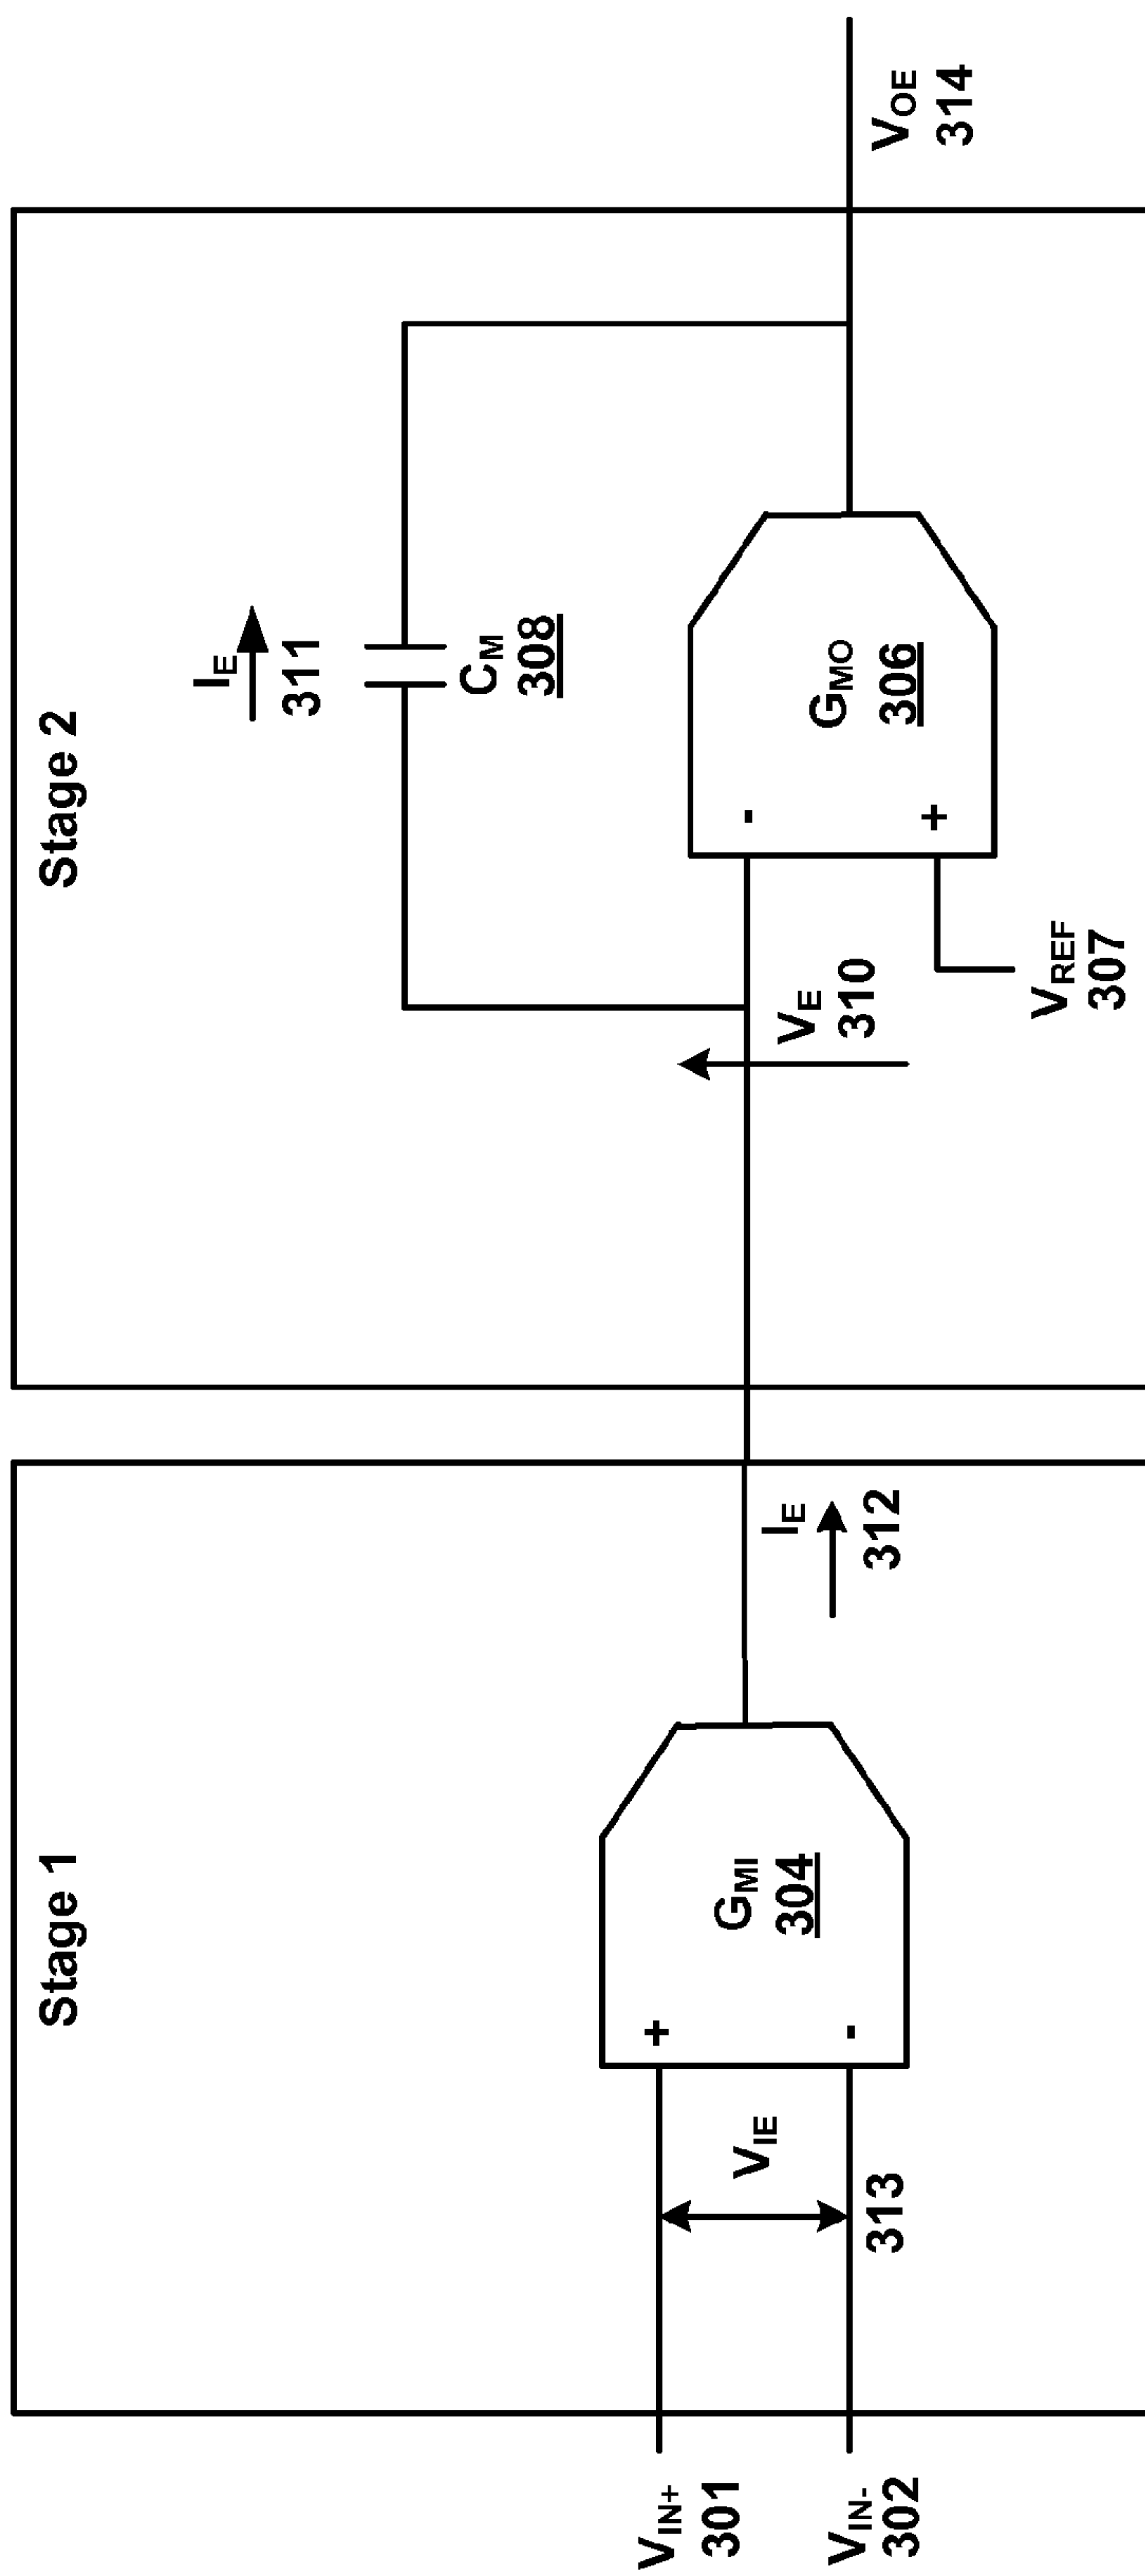 Stage 1
Stage 2
V_IN+
301
V_IN-
302
V_IE
313
+
-
G_MI
304
I_E
312
V_E
310
V_REF
307
I_E
311
C_M
308
-
+
G_MO
306
V_OE
314